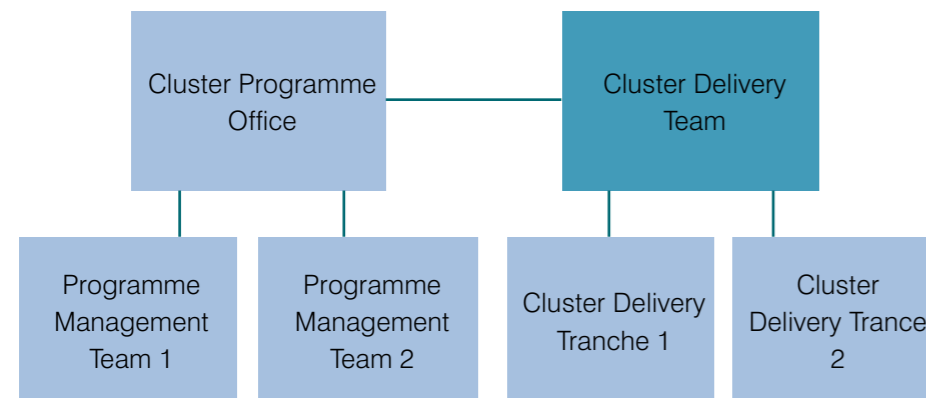 Cluster Programme
Office
Cluster Delivery
Team
Programme
Management
Team 1
Programme
Management
Team 2
Cluster Delivery
Tranche 1
Cluster
Delivery Trance
2